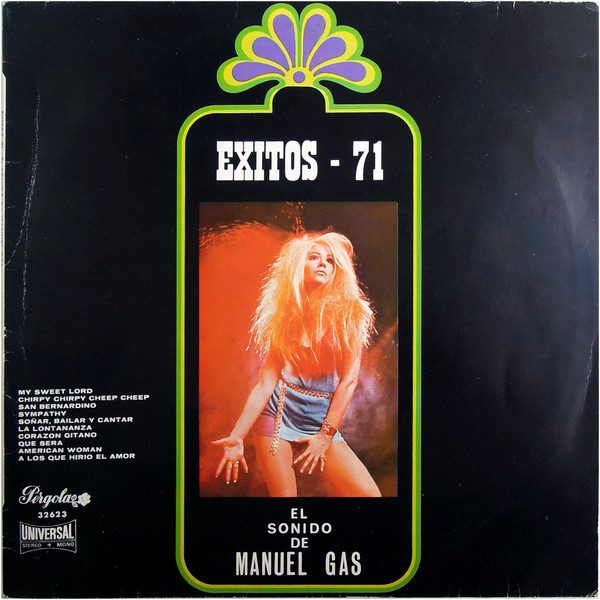 EXITOS - 71
MY SWEET LORD
CHIRPY CHIRPY CHEEP CHEEP
SAN BERNARDINO
SYMPATHY
SOÑAR, BAILAR Y CANTAR
LA LONTANANZA
CORAZON GITANO
QUE SERA
AMERICAN WOMAN
A LOS QUE HIRIO EL AMOR
Pérgola
32623
UNIVERSAL
STEREO + MONO
EL
SONIDO
DE
MANUEL GAS